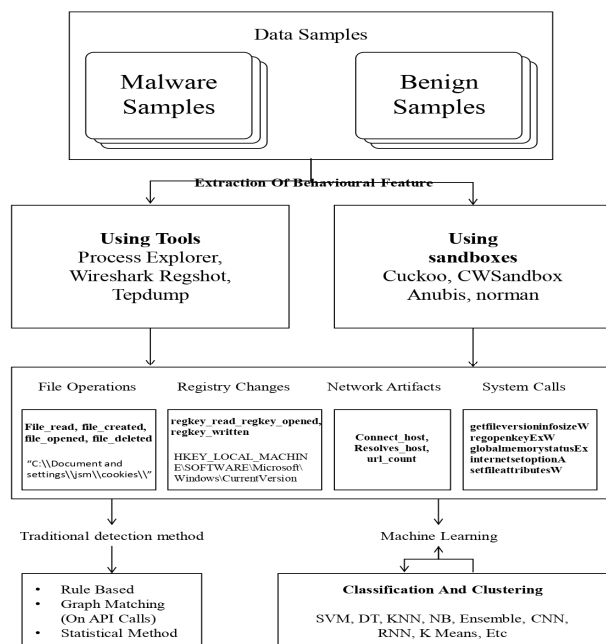 Data Samples
Malware
Samples
Benign
Samples
Extraction Of Behavioural Feature
Using Tools
Process Explorer,
Wireshark Regshot,
Tepdump
Using
sandboxes
Cuckoo, CWSandbox
Anubis, norman
File Operations
File_read, file_created,
file_opened, file_deleted
“C:\\Document and
settings\\jsm\\cookies\\”
Registry Changes
regkey_read_regkey_opened,
regkey_written
HKEY_LOCAL_MACHIN
E\SOFTWARE\Microsoft\
Windows\CurrentVersion
Network Artifacts
Connect_host,
Resolves_host,
url_count
System Calls
getfileversioninfosizeW
regopenkeyExW
globalmemorystatusEx
internetsetoptionA
setfileattributesW
Traditional detection method
Machine Learning
• Rule Based
• Graph Matching
(On API Calls)
• Statistical Method
Classification And Clustering
SVM, DT, KNN, NB, Ensemble, CNN,
RNN, K Means, Etc